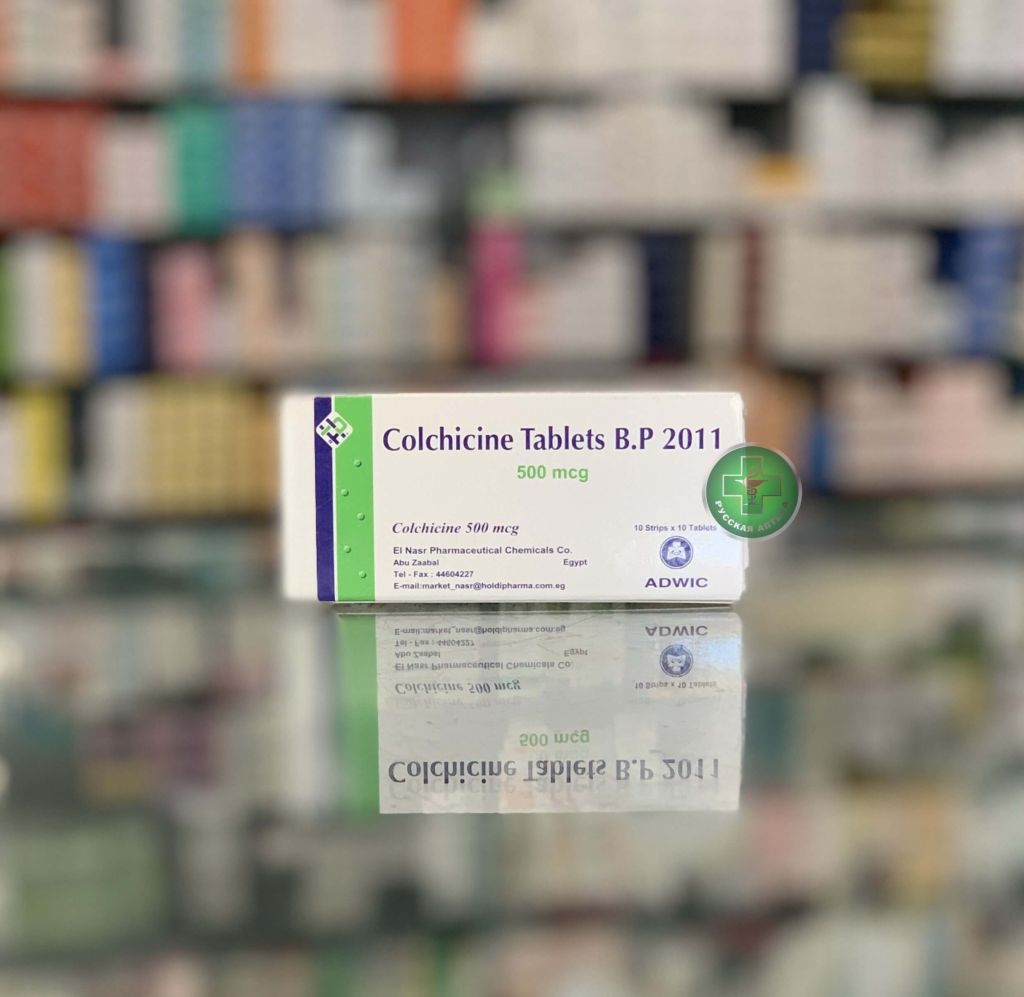 Colchicine Tablets B.P 2011
500 mcg
Colchicine 500 mcg
10 Strips x 10 Tablets
El Nasr Pharmaceutical Chemicals Co.
Abu Zaabal Egypt
Tel - Fax : 44604227
E-mail:market_nasr@holdipharma.com.eg
ADWIC
РУССКАЯ АПТЕКА